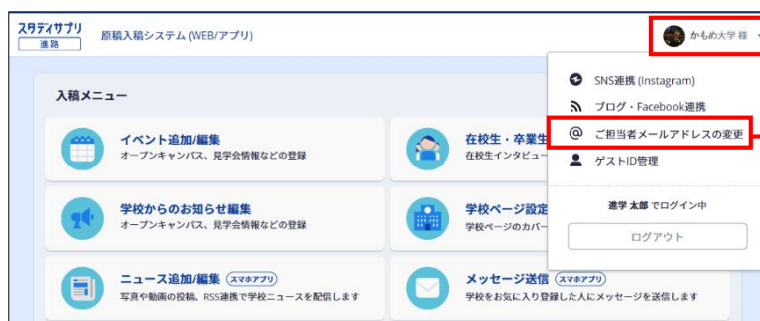 スタディサプリ
進路
原稿入稿システム (WEB/アプリ)
かもめ大学 様
SNS連携 (Instagram)
ブログ・Facebook連携
ご担当者メールアドレスの変更
ゲストID管理
進学 太郎 でログイン中
ログアウト
入稿メニュー
イベント追加/編集
オープンキャンパス、見学会情報などの登録
在校生・卒業生
在校生インタビュー
学校からのお知らせ編集
オープンキャンパス、見学会情報などの登録
学校ページ設定
学校ページのカバー
ニュース追加/編集 スマホアプリ
写真や動画の投稿、RSS連携で学校ニュースを配信します
メッセージ送信 スマホアプリ
学校をお気に入り登録した人にメッセージを送信します